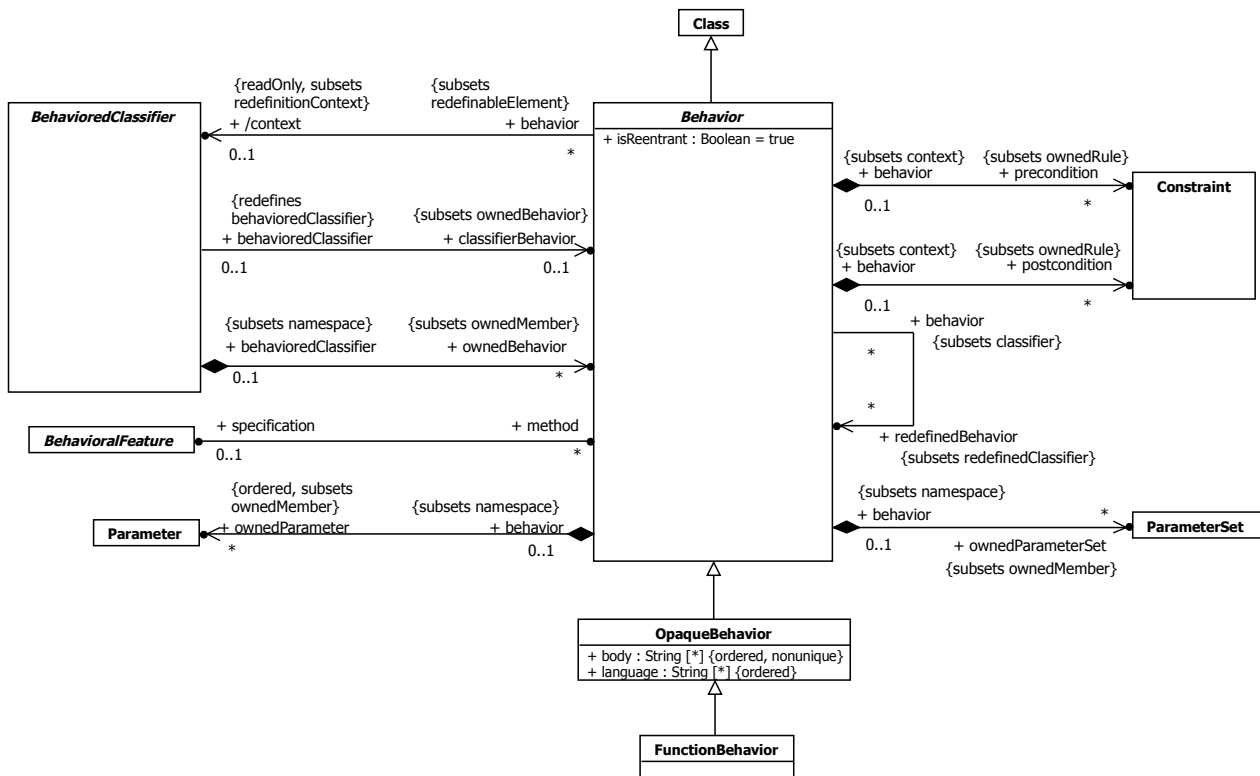 Class
{readOnly, subsets
redefinitionContext}
+ /context
0..1
{subsets
redefinableElement}
+ behavior
*
BehavioredClassifier
Behavior
+ isReentrant : Boolean = true
{subsets context}
+ behavior
0..1
{subsets ownedRule}
+ precondition
*
Constraint
{redefines
behavioredClassifier}
+ behavioredClassifier
0..1
{subsets ownedBehavior}
+ classifierBehavior
0..1
{subsets context}
+ behavior
0..1
{subsets ownedRule}
+ postcondition
*
{subsets namespace}
+ behavioredClassifier
0..1
{subsets ownedMember}
+ ownedBehavior
*
+ behavior
{subsets classifier}
*
*
+ redefinedBehavior
{subsets redefinedClassifier}
BehavioralFeature
+ specification
0..1
+ method
*
{ordered, subsets
ownedMember}
+ ownedParameter
*
{subsets namespace}
+ behavior
0..1
Parameter
{subsets namespace}
+ behavior
0..1
*
+ ownedParameterSet
{subsets ownedMember}
ParameterSet
OpaqueBehavior
+ body : String [*] {ordered, nonunique}
+ language : String [*] {ordered}
FunctionBehavior